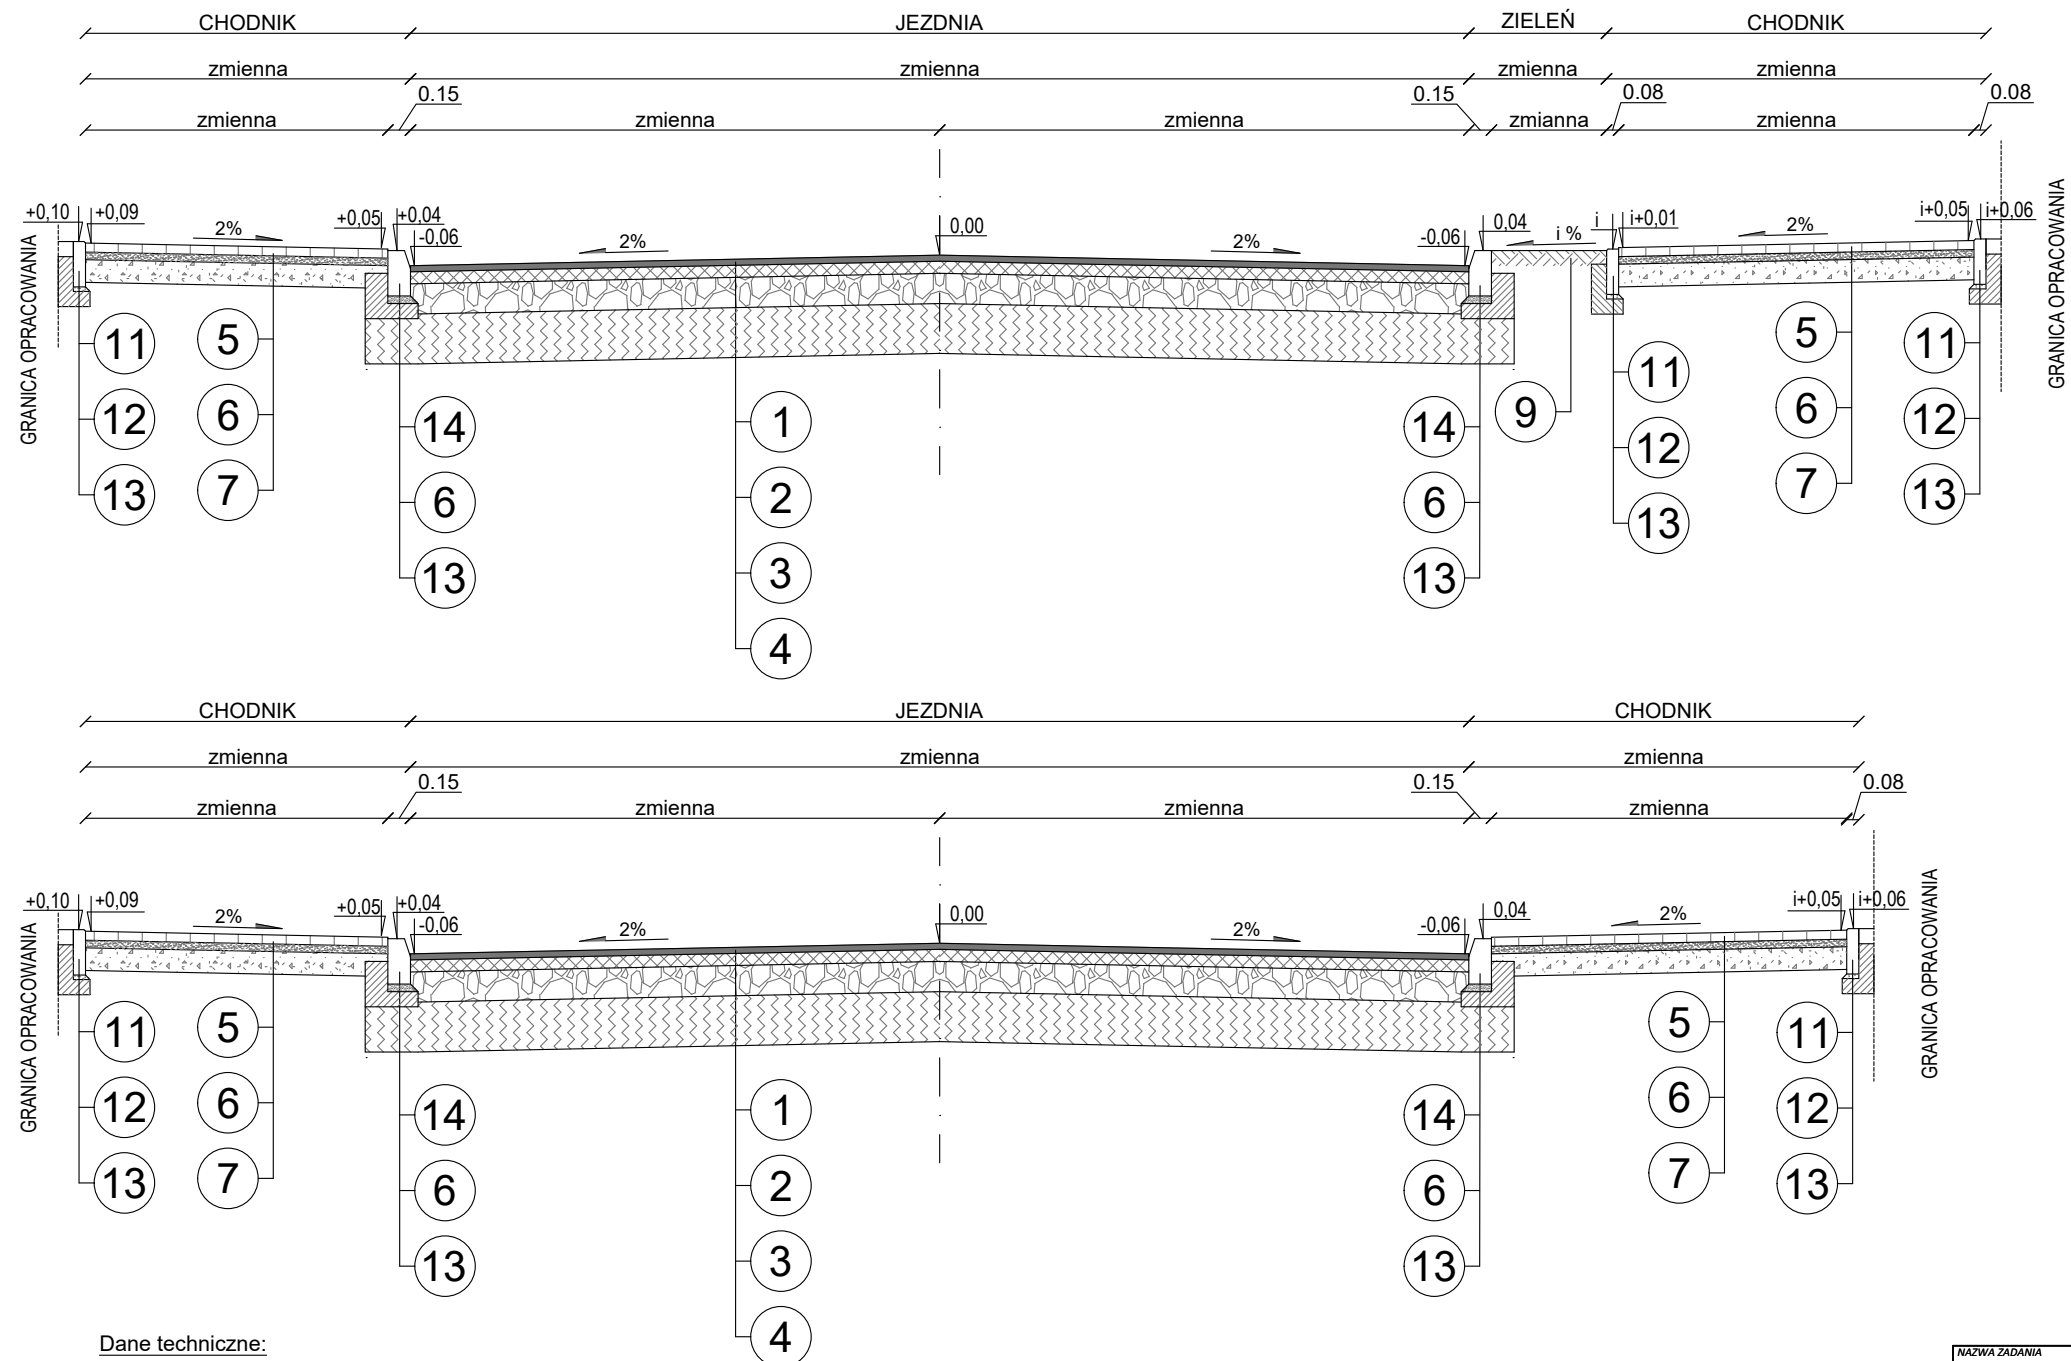 CHODNIK JEZDNIA ZIELEŃ CHODNIK
zmienna zmienna zmienna zmienna
0.15 0.15 0.08 0.08
zmienna zmienna zmienna zmianna zmienna
+0,10 +0,09 2% +0,05 +0,04 -0,06 2% 0,00 2% -0,06 0,04 i % i i+0,01 2% i+0,05 i+0,06
GRANICA OPRACOWANIA
GRANICA OPRACOWANIA
11 5 14 1 14 9 11 5 11
12 6 6 2 6 12 6 12
13 7 13 3 13 13 7 13
4
CHODNIK JEZDNIA CHODNIK
zmienna zmienna zmienna
0.15 0.15 0.08
zmienna zmienna zmienna zmienna
+0,10 +0,09 2% +0,05 +0,04 -0,06 2% 0,00 2% -0,06 0,04 2% i+0,05 i+0,06
GRANICA OPRACOWANIA
GRANICA OPRACOWANIA
11 5 14 1 14 5 11
12 6 6 2 6 6 12
13 7 13 3 13 7 13
4
Dane techniczne:
NAZWA ZADANIA